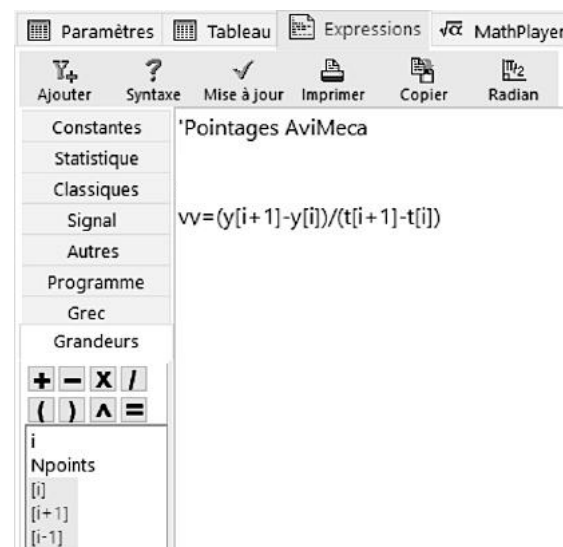 Paramètres Tableau Expressions √α MathPlayer
Ajouter Syntaxe Mise à jour Imprimer Copier Radian
Constantes
Statistique
Classiques
Signal
Autres
Programme
Grec
Grandeurs
+ − X /
( ) ^ =
i
Npoints
[i]
[i+1]
[i-1]
'Pointages AviMeca
vv=(y[i+1]-y[i])/(t[i+1]-t[i])